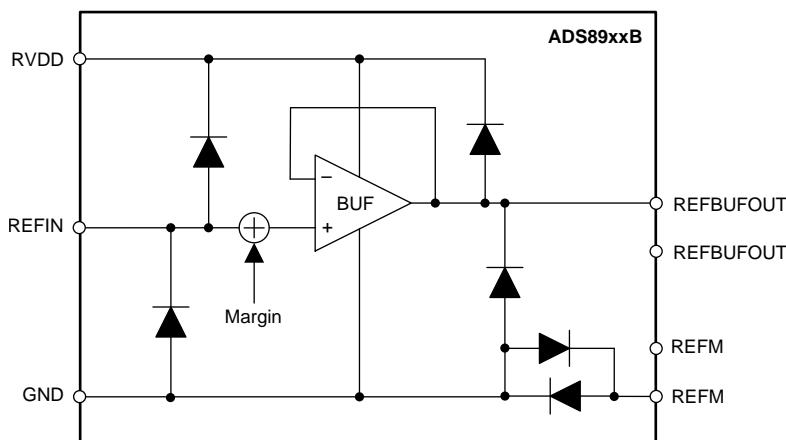 ADS89xxB
RVDD
−
BUF
+
REFIN
REFBUFOUT
REFBUFOUT
Margin
REFM
GND
REFM